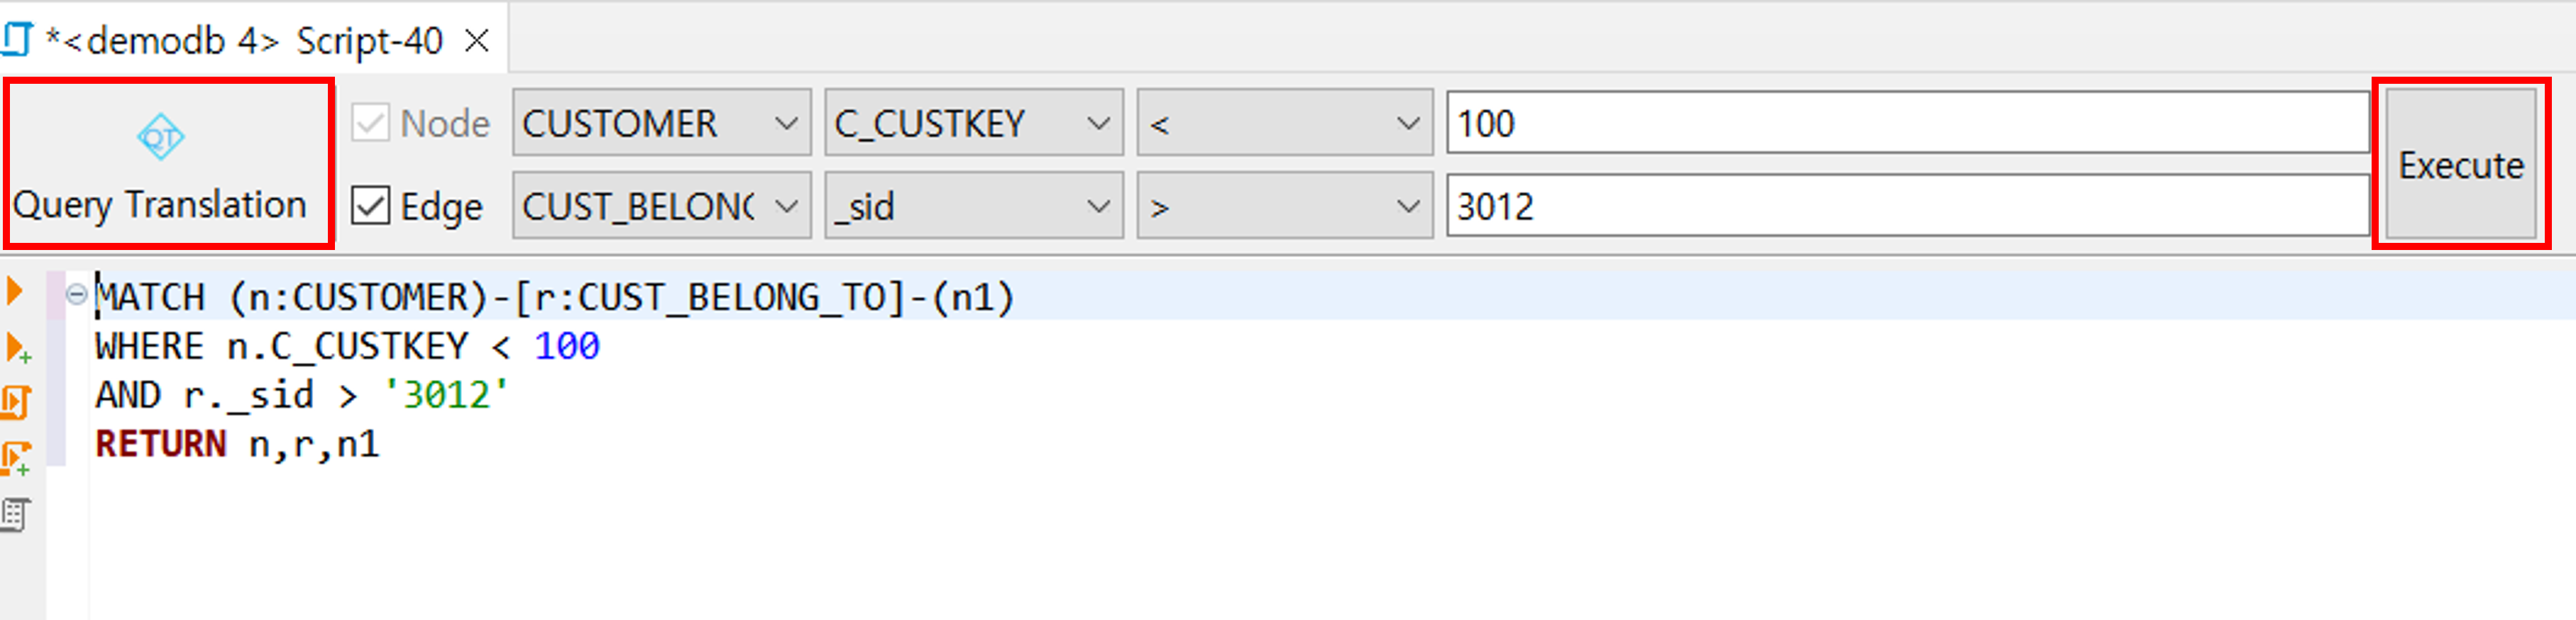 *<demodb 4> Script-40
QT
Query Translation
Node CUSTOMER C_CUSTKEY < 100
Edge CUST_BELONG _sid > 3012
Execute
MATCH (n:CUSTOMER)-[r:CUST_BELONG_TO]-(n1)
WHERE n.C_CUSTKEY < 100
AND r._sid > '3012'
RETURN n,r,n1